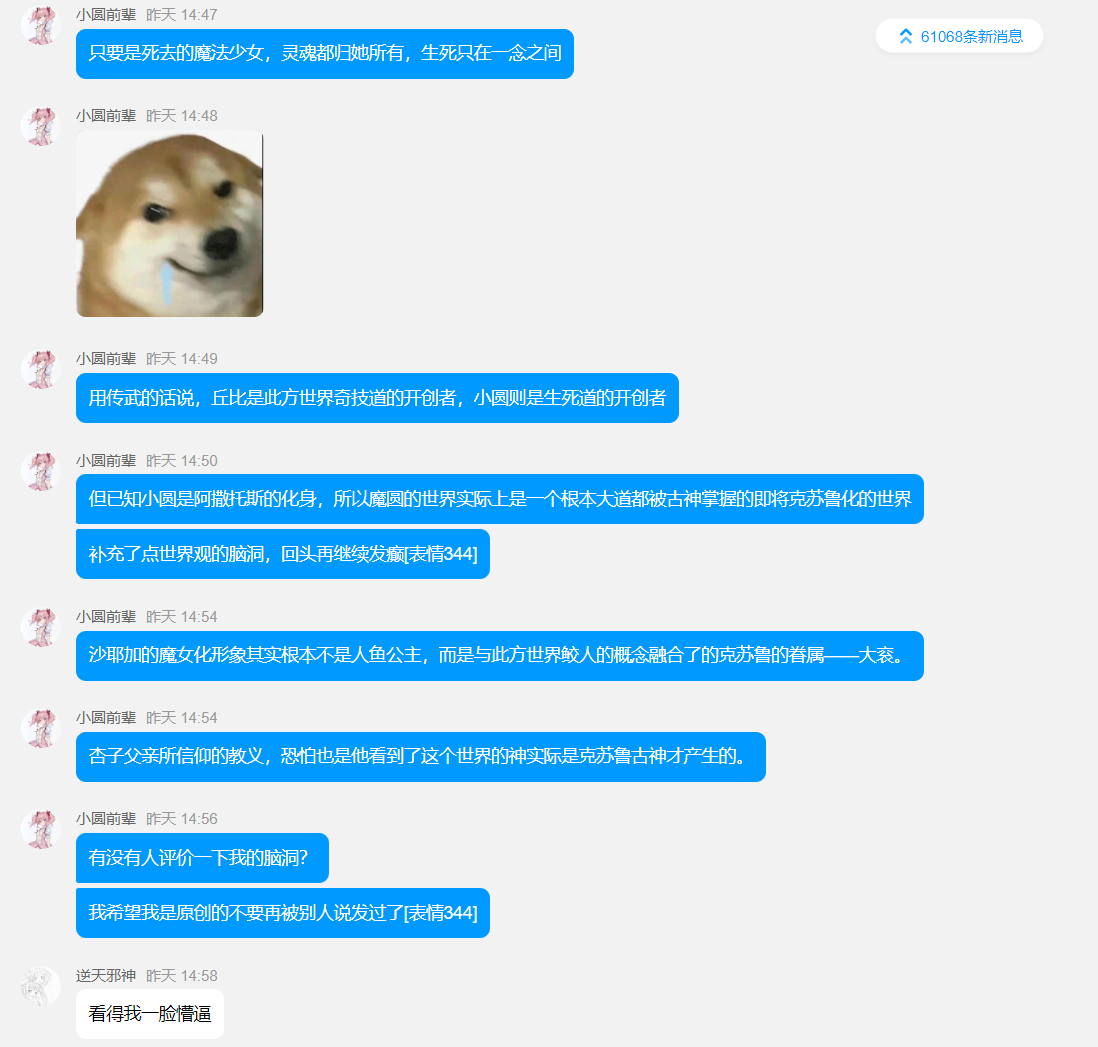 小圆前辈 昨天 14:47
61068条新消息
只要是死去的魔法少女，灵魂都归她所有，生死只在一念之间
小圆前辈 昨天 14:48
小圆前辈 昨天 14:49
用传武的话说，丘比是此方世界奇技道的开创者，小圆则是生死道的开创者
小圆前辈 昨天 14:50
但已知小圆是阿撒托斯的化身，所以魔圆的世界实际上是一个根本大道都被古神掌握的即将克苏鲁化的世界
补充了点世界观的脑洞，回头再继续发癫[表情344]
小圆前辈 昨天 14:54
沙耶加的魔女化形象其实根本不是人鱼公主，而是与此方世界鲛人的概念融合了的克苏鲁的眷属——大衮。
小圆前辈 昨天 14:54
杏子父亲所信仰的教义，恐怕也是他看到了这个世界的神实际是克苏鲁古神才产生的。
小圆前辈 昨天 14:56
有没有人评价一下我的脑洞？
我希望我是原创的不要再被别人说发过了[表情344]
逆天邪神 昨天 14:58
看得我一脸懵逼